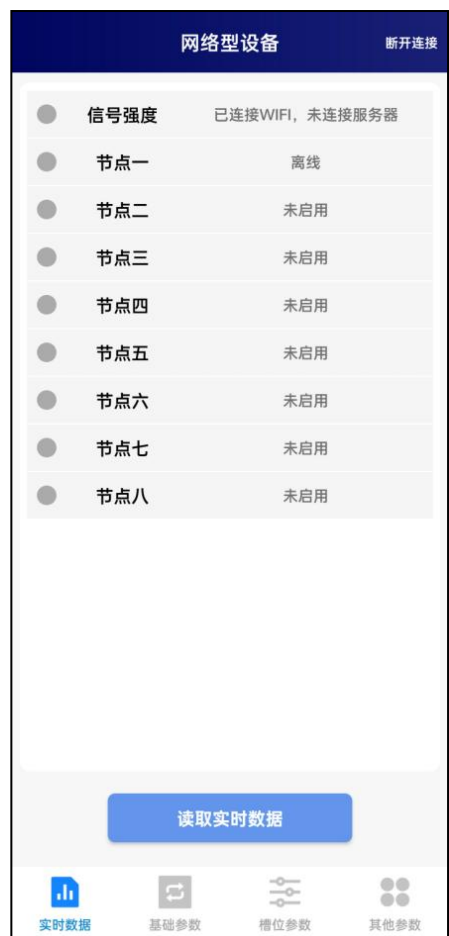 网络型设备 断开连接
信号强度 已连接WIFI，未连接服务器
节点一 离线
节点二 未启用
节点三 未启用
节点四 未启用
节点五 未启用
节点六 未启用
节点七 未启用
节点八 未启用
读取实时数据
实时数据 基础参数 槽位参数 其他参数